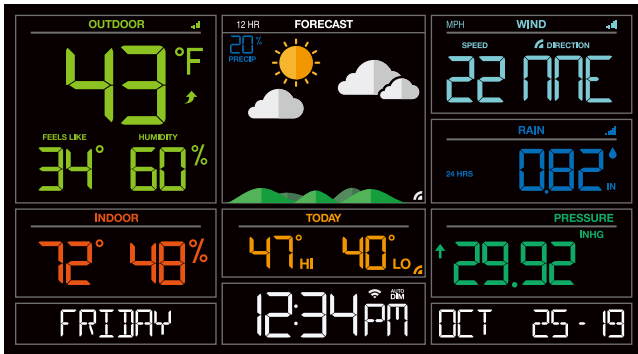 OUTDOOR
43°F
FEELS LIKE HUMIDITY
34° 60%
12 HR FORECAST
20%
PRECIP
MPH WIND
SPEED DIRECTION
22 NNE
RAIN
24 HRS 0.82 IN
INDOOR
72° 48%
TODAY
47° HI 40° LO
PRESSURE
INHG
29.92
FRIDAY
AUTO
DIM
12:34 PM
OCT 25-19